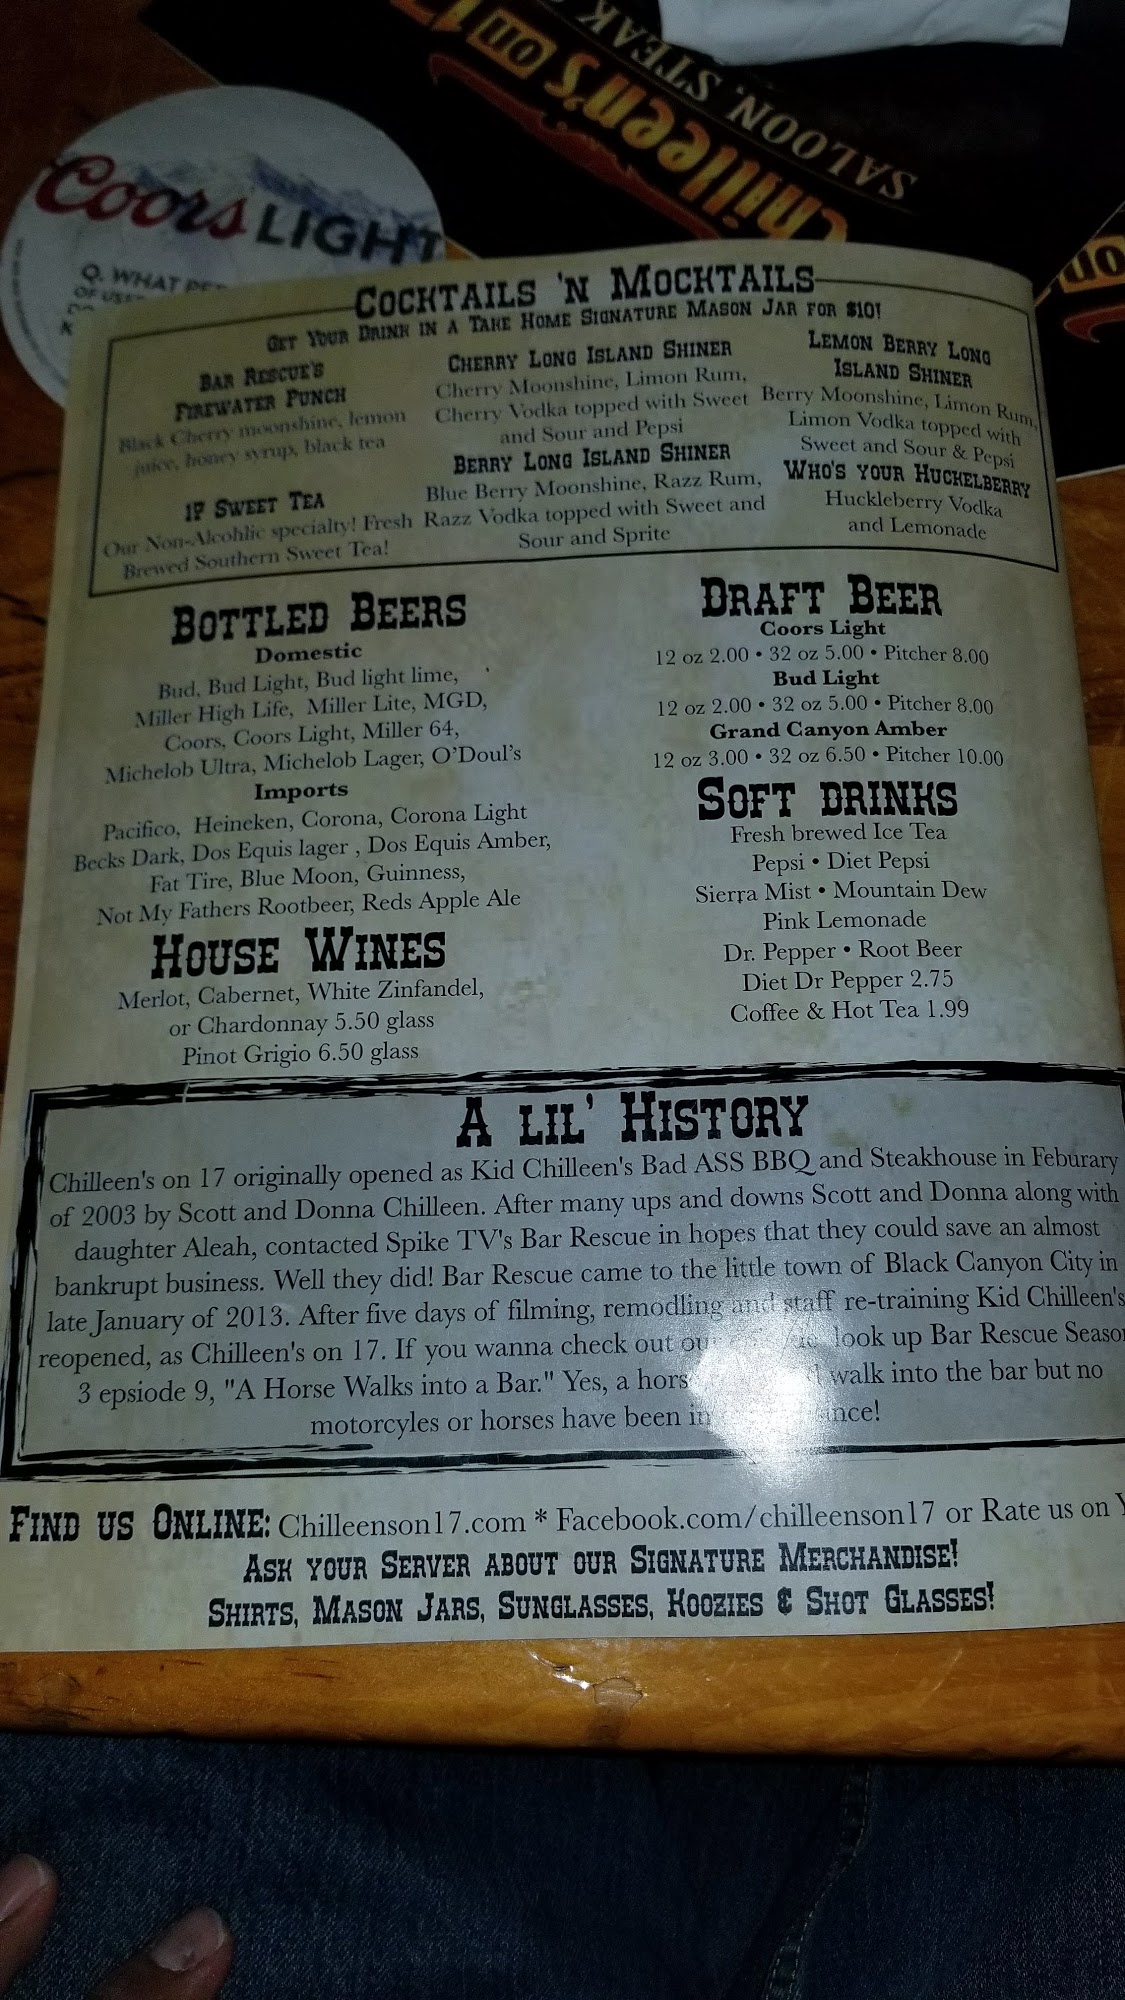 Chilleen's on 17
SALOON, STEAK
Coors LIGHT
Q. WHAT
OF
COCKTAILS 'N MOCKTAILS
GET YOUR DRINK IN A TAKE HOME SIGNATURE MASON JAR FOR $10!
BAR RESCUE'S
FIREWATER PUNCH
Black Cherry moonshine, lemon
juice, honey syrup, black tea
17 SWEET TEA
Our Non-Alcohlic specialty! Fresh
Brewed Southern Sweet Tea!
CHERRY LONG ISLAND SHINER
Cherry Moonshine, Limon Rum,
Cherry Vodka topped with Sweet
and Sour and Pepsi
BERRY LONG ISLAND SHINER
Blue Berry Moonshine, Razz Rum,
Razz Vodka topped with Sweet and
Sour and Sprite
LEMON BERRY LONG
ISLAND SHINER
Berry Moonshine, Limon Rum,
Limon Vodka topped with
Sweet and Sour & Pepsi
WHO'S YOUR HUCKELBERRY
Huckleberry Vodka
and Lemonade
BOTTLED BEERS
Domestic
Bud, Bud Light, Bud light lime,
Miller High Life, Miller Lite, MGD,
Coors, Coors Light, Miller 64,
Michelob Ultra, Michelob Lager, O'Doul's
Imports
Pacifico, Heineken, Corona, Corona Light
Becks Dark, Dos Equis lager , Dos Equis Amber,
Fat Tire, Blue Moon, Guinness,
Not My Fathers Rootbeer, Reds Apple Ale
HOUSE WINES
Merlot, Cabernet, White Zinfandel,
or Chardonnay 5.50 glass
Pinot Grigio 6.50 glass
DRAFT BEER
Coors Light
12 oz 2.00 • 32 oz 5.00 • Pitcher 8.00
Bud Light
12 oz 2.00 • 32 oz 5.00 • Pitcher 8.00
Grand Canyon Amber
12 oz 3.00 • 32 oz 6.50 • Pitcher 10.00
SOFT DRINKS
Fresh brewed Ice Tea
Pepsi • Diet Pepsi
Sierra Mist • Mountain Dew
Pink Lemonade
Dr. Pepper • Root Beer
Diet Dr Pepper 2.75
Coffee & Hot Tea 1.99
A LIL' HISTORY
Chilleen's on 17 originally opened as Kid Chilleen's Bad ASS BBQ and Steakhouse in Feburary
of 2003 by Scott and Donna Chilleen. After many ups and downs Scott and Donna along with
daughter Aleah, contacted Spike TV's Bar Rescue in hopes that they could save an almost
bankrupt business. Well they did! Bar Rescue came to the little town of Black Canyon City in
late January of 2013. After five days of filming, remodling and staff re-training Kid Chilleen's
reopened, as Chilleen's on 17. If you wanna check out look up Bar Rescue Season
3 epsiode 9, "A Horse Walks into a Bar." Yes, a walk into the bar but no
motorcyles or horses have been
FIND US ONLINE: Chilleenson17.com * Facebook.com/chilleenson17 or Rate us on
ASK YOUR SERVER ABOUT OUR SIGNATURE MERCHANDISE!
SHIRTS, MASON JARS, SUNGLASSES, KOOZIES & SHOT GLASSES!